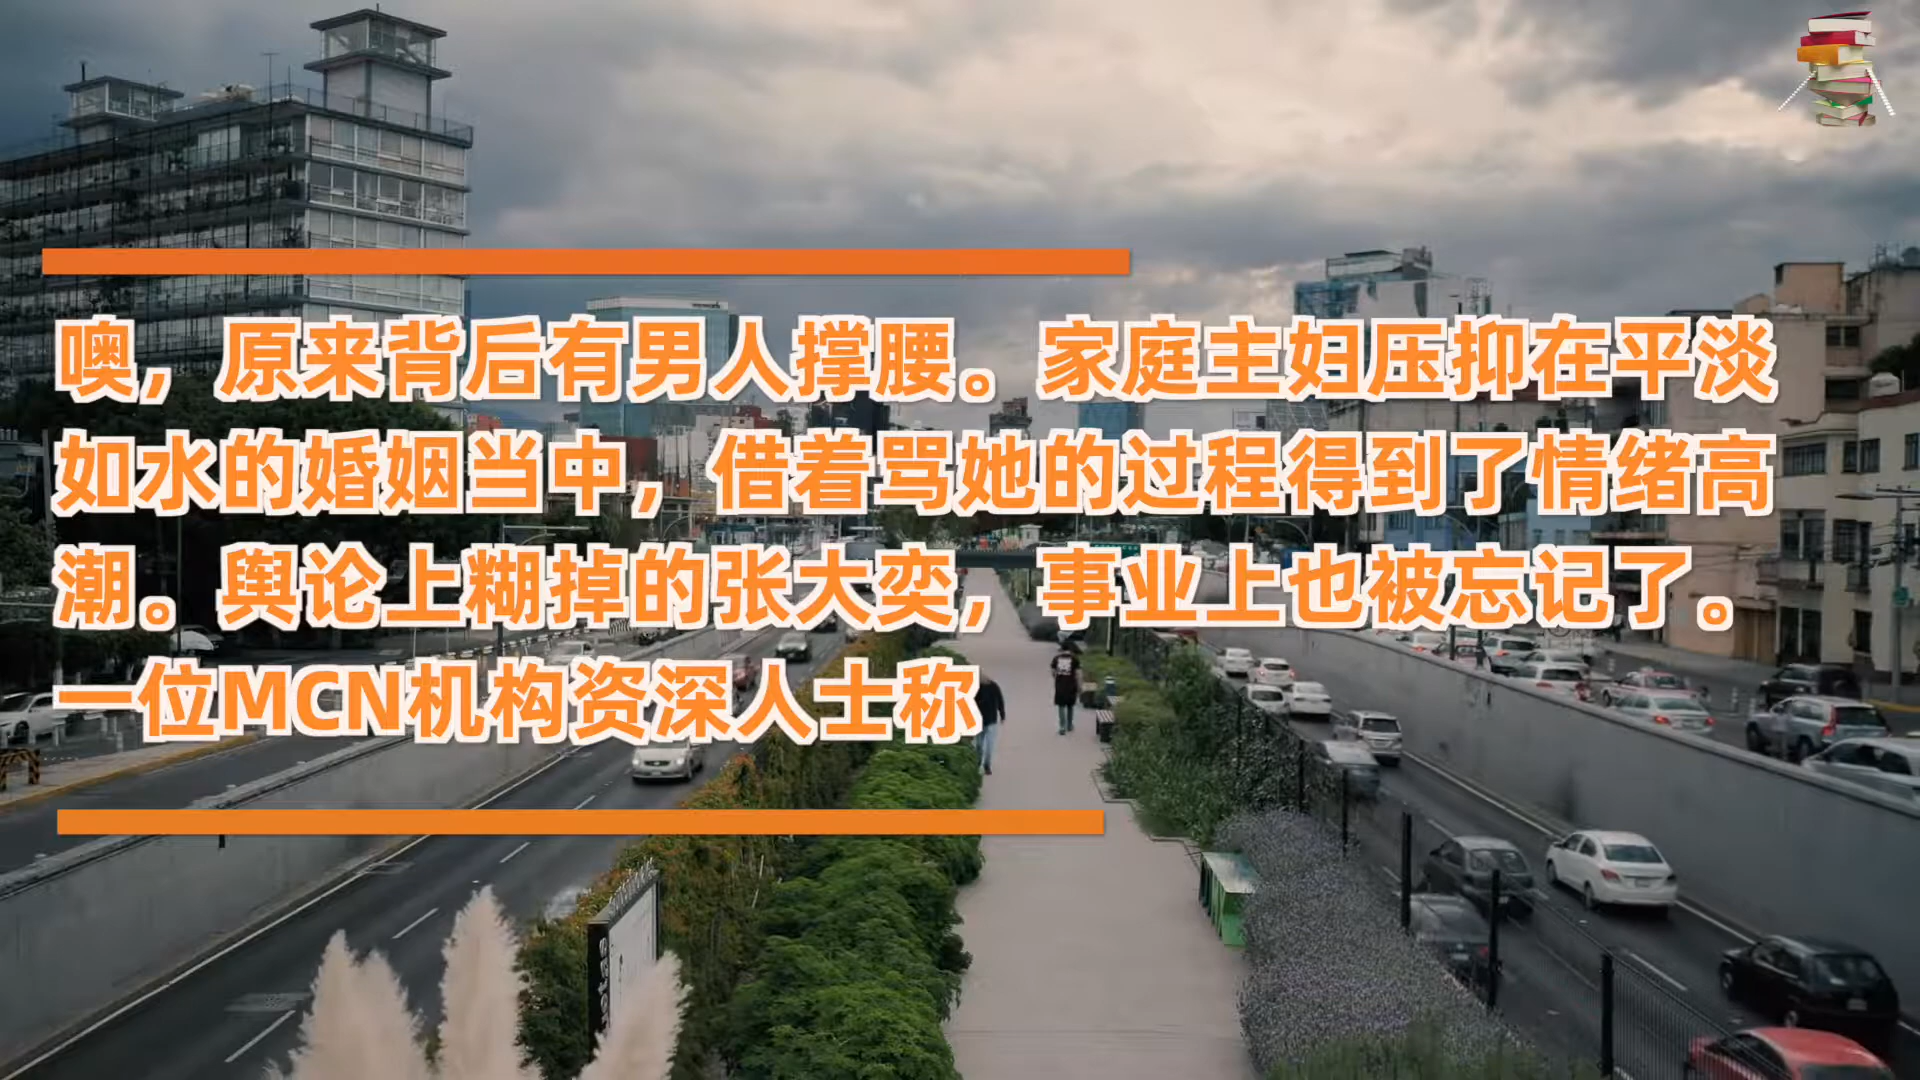 噢，原来背后有男人撑腰。家庭主妇压抑在平淡
如水的婚姻当中，借着骂她的过程得到了情绪高
潮。舆论上糊掉的张大奕，事业上也被忘记了。
一位MCN机构资深人士称